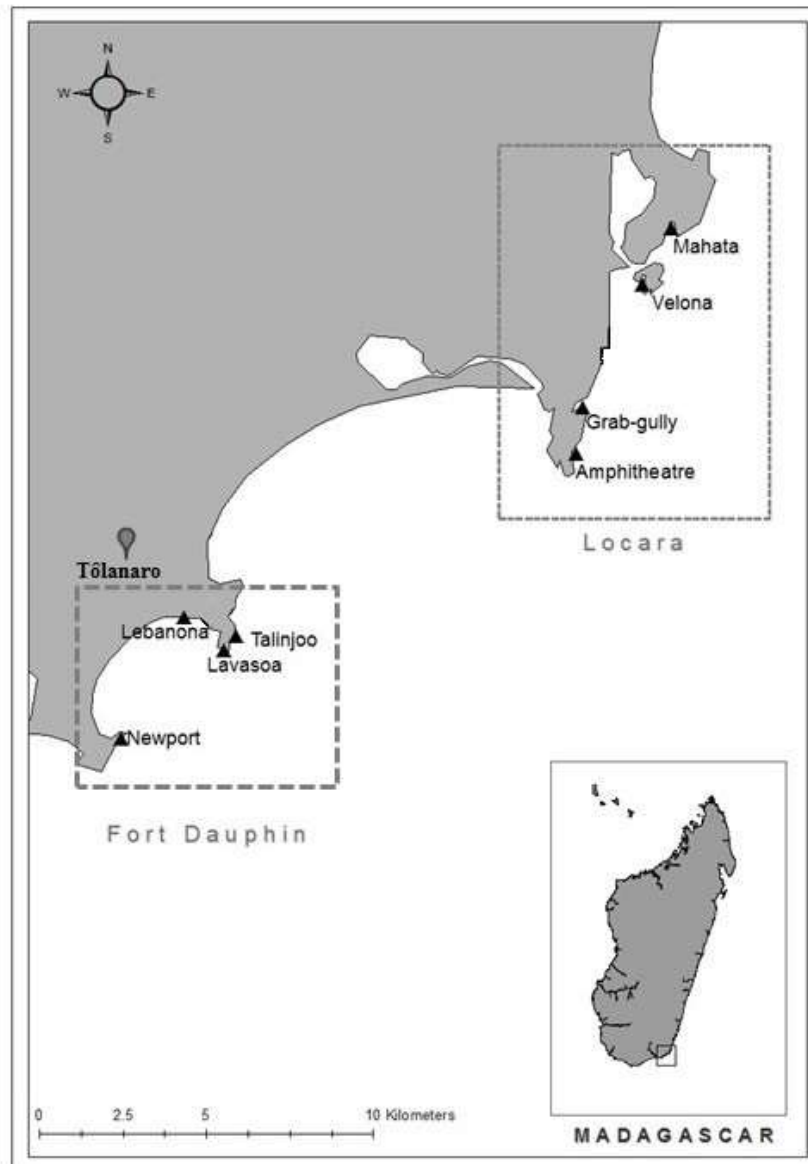 N
W E
S
Mahata
Velona
Grab-gully
Amphitheatre
Locara
Tôlanaro
Lebanona
Talinjoo
Lavasoa
Newport
Fort Dauphin
0 2.5 5 10 Kilometers
MADAGASCAR